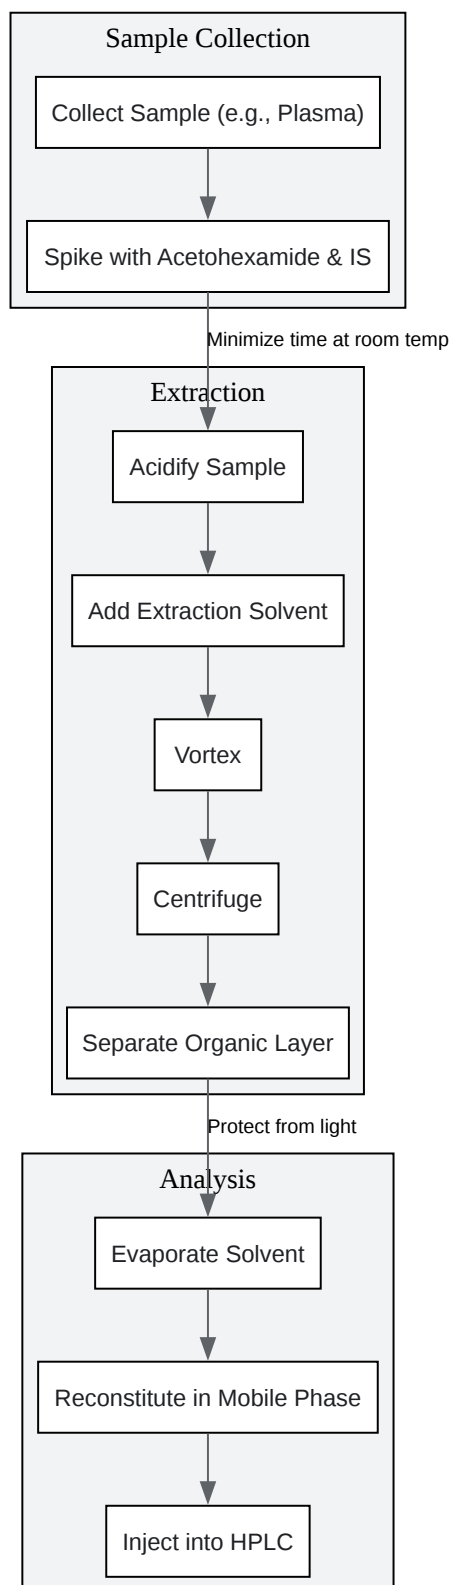 Sample Collection
Collect Sample (e.g., Plasma)
Spike with Acetohexamide & IS
Minimize time at room temp
Extraction
Acidify Sample
Add Extraction Solvent
Vortex
Centrifuge
Separate Organic Layer
Protect from light
Analysis
Evaporate Solvent
Reconstitute in Mobile Phase
Inject into HPLC